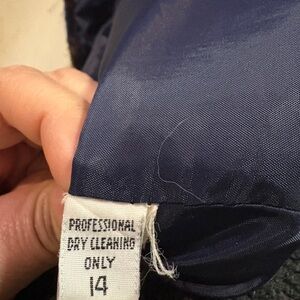 PROFESSIONAL
DRY CLEANING
ONLY
14